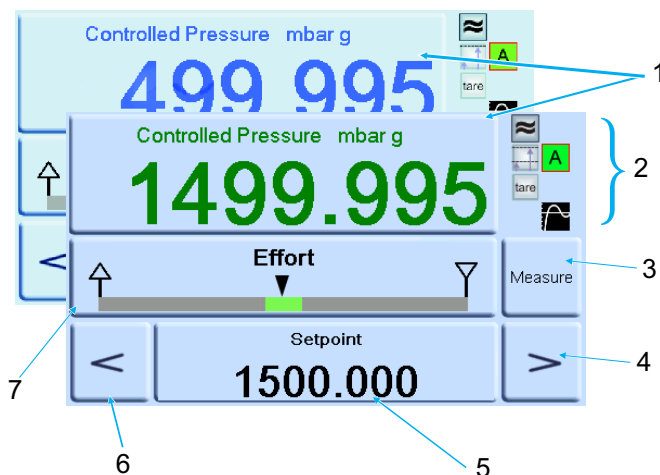 Controlled Pressure mbar g
499.995
A
tare
1
Controlled Pressure mbar g
1499.995
A
tare
2
Effort
Measure
3
<
Setpoint
1500.000
>
4
<
7
6
5